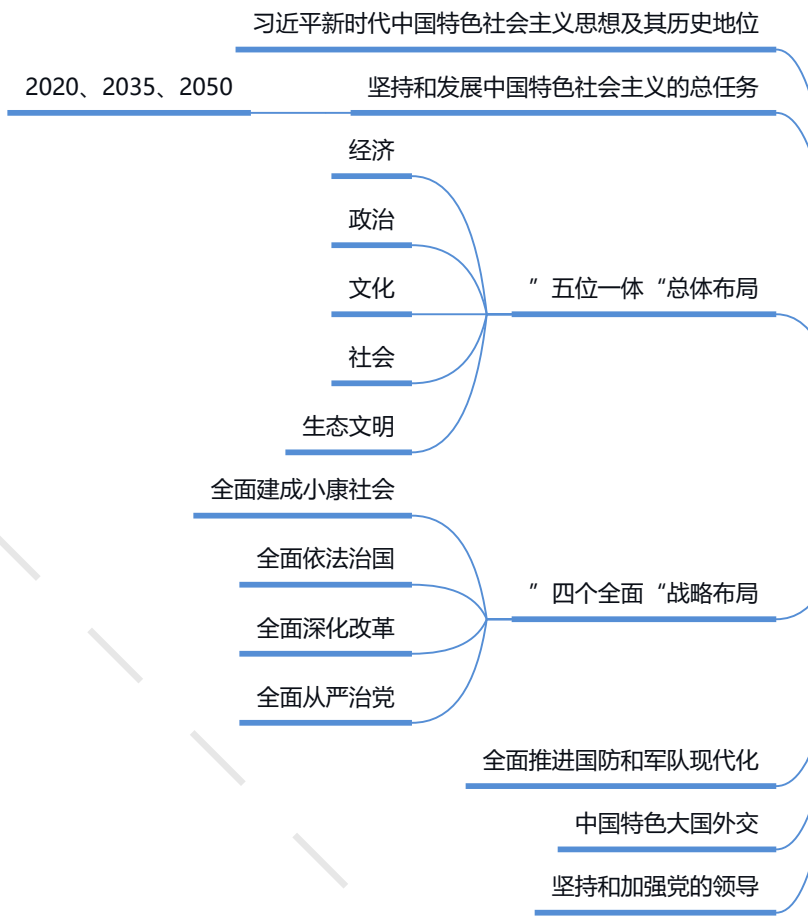 习近平新时代中国特色社会主义思想及其历史地位
2020、2035、2050
坚持和发展中国特色社会主义的总任务
经济
政治
文化
社会
生态文明
”五位一体“总体布局
全面建成小康社会
全面依法治国
全面深化改革
全面从严治党
”四个全面“战略布局
全面推进国防和军队现代化
中国特色大国外交
坚持和加强党的领导